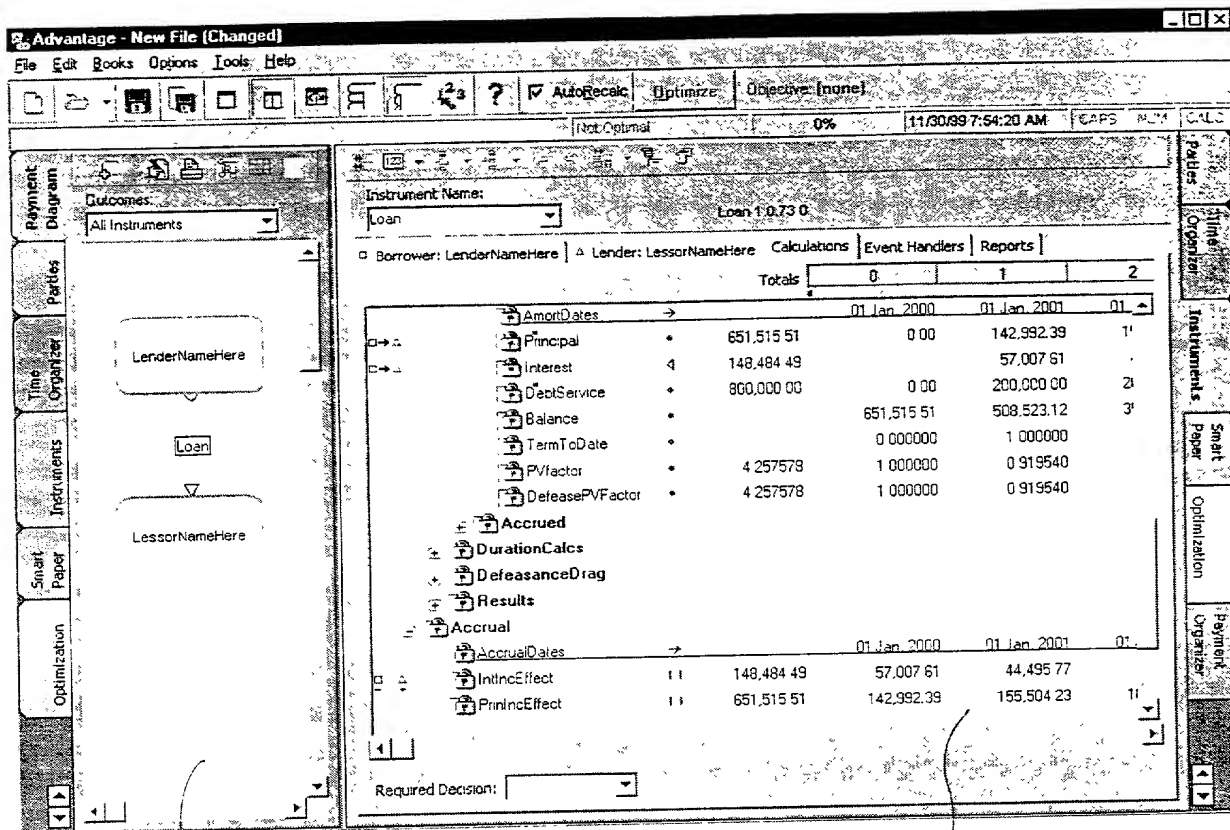 Advantage - New File (Changed)
File Edit Books Options Tools Help
AutoRecalc Optimize Objective: [none]
Not Optimal 0% 11/30/99 7:54:20 AM CAPS NUM CALC
Payment Diagram
Parties
Time Organizer
Instruments
Smart Paper
Optimization
Outcomes:
All Instruments
LenderNameHere
Loan
LessorNameHere
Instrument Name:
Loan
Loan 1.0.73 0
Borrower: LenderNameHere Lender: LessorNameHere Calculations Event Handlers Reports
Totals 0 1 2
AmortDates 01 Jan, 2000 01 Jan, 2001 01
Principal 651,515 51 0 00 142,992.39 1
Interest 148,484 49 57,007 61
DebtService 800,000 00 0 00 200,000 00 2
Balance 651,515 51 508,523.12 3
TermToDate 0 000000 1 000000
PVfactor 4 257578 1 000000 0 919540
DefeasePVFactor 4 257578 1 000000 0 919540
Accrued
DurationCalcs
DefeasanceDrag
Results
Accrual
AccrualDates 01 Jan, 2000 01 Jan, 2001 01
IntIncEffect 148,484 49 57,007 61 44,495 77
PrinIncEffect 651,515 51 142,992.39 155,504 23 1
Required Decision:
Parties
Time Organizer
Instruments
Smart Paper
Optimization
Payment Organizer